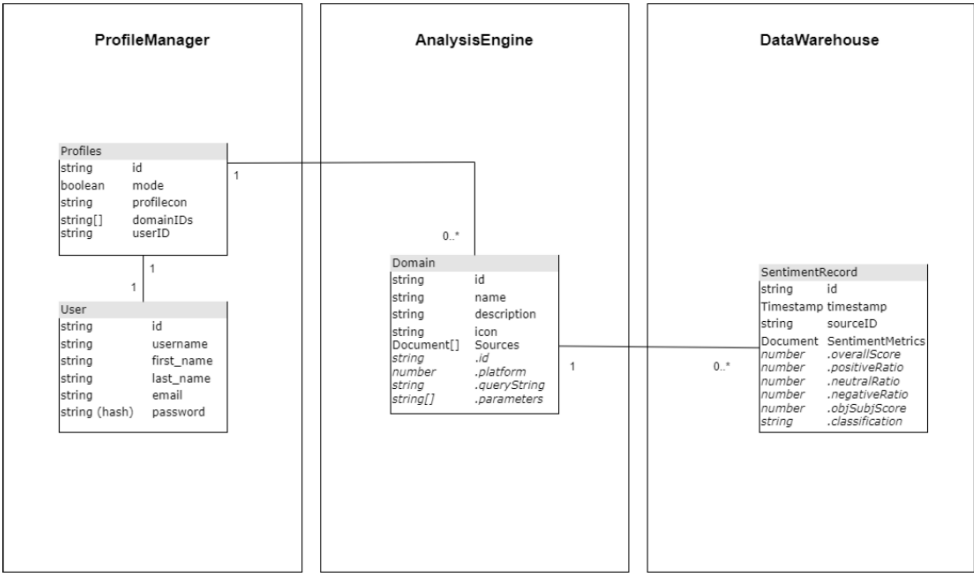 ProfileManager
Profiles
string id
boolean mode
string profilecon
string[] domainIDs
string userID
1
1
1
User
string id
string username
string first_name
string last_name
string email
string (hash) password
AnalysisEngine
0..*
Domain
string id
string name
string description
string icon
Document[] Sources
string .id
number .platform
string .queryString
string[] .parameters
1
DataWarehouse
0..*
SentimentRecord
string id
Timestamp timestamp
string sourceID
Document SentimentMetrics
number .overallScore
number .positiveRatio
number .neutralRatio
number .negativeRatio
number .objSubjScore
string .classification